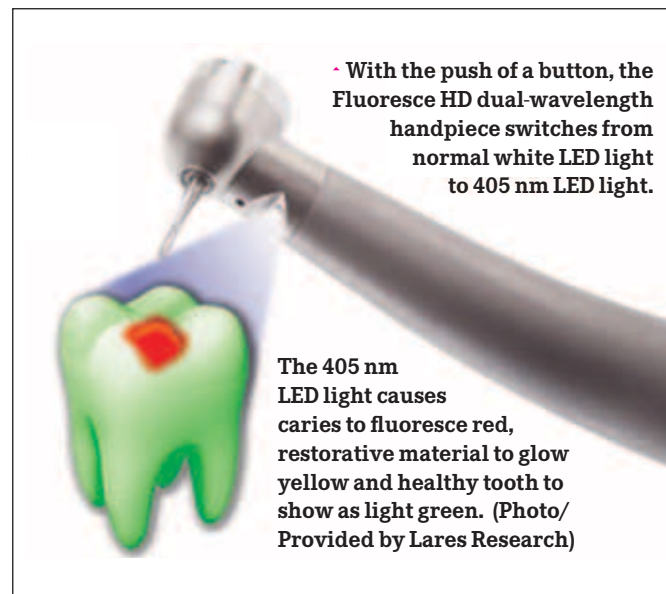 With the push of a button, the
Fluoresce HD dual-wavelength
handpiece switches from
normal white LED light
to 405 nm LED light.
The 405 nm
LED light causes
caries to fluoresce red,
restorative material to glow
yellow and healthy tooth to
show as light green. (Photo/
Provided by Lares Research)